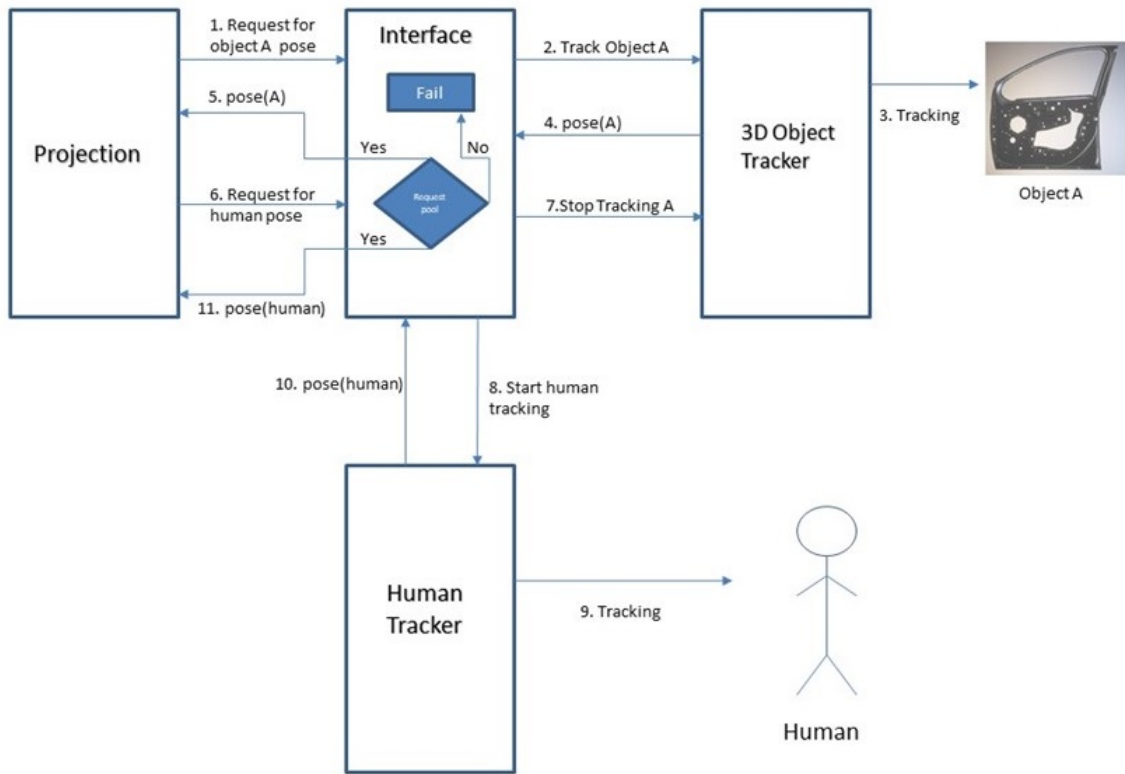 1. Request for
object A  pose
Interface
2. Track Object A
Fail
5. pose(A)
4. pose(A)
3. Tracking
Projection
3D Object
Tracker
Yes
No
Object A
6. Request for
human pose
Request
pool
7.Stop Tracking A
Yes
11. pose(human)
10. pose(human)
8. Start human
tracking
Human
Tracker
9. Tracking
Human